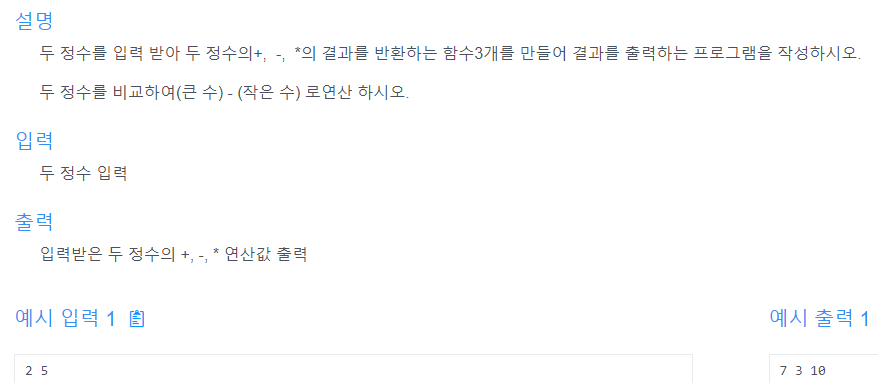 설명
두 정수를 입력 받아 두 정수의+, -, *의 결과를 반환하는 함수3개를 만들어 결과를 출력하는 프로그램을 작성하시오.
두 정수를 비교하여(큰 수) - (작은 수) 로연산 하시오.
입력
두 정수 입력
출력
입력받은 두 정수의 +, -, * 연산값 출력
예시 입력 1
예시 출력 1
2 5
7 3 10